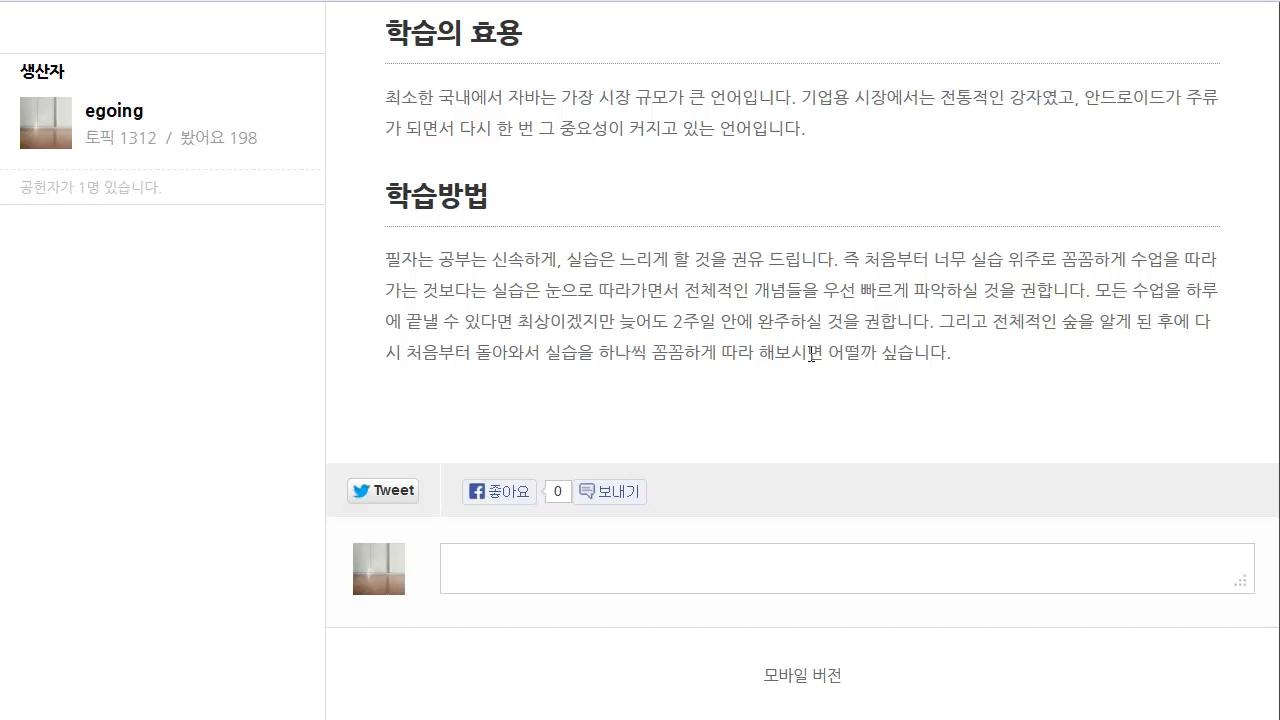 생산자
egoing
토픽 1312 / 봤어요 198
공헌자가 1명 있습니다.
학습의 효용
최소한 국내에서 자바는 가장 시장 규모가 큰 언어입니다. 기업용 시장에서는 전통적인 강자였고, 안드로이드가 주류
가 되면서 다시 한 번 그 중요성이 커지고 있는 언어입니다.
학습방법
필자는 공부는 신속하게, 실습은 느리게 할 것을 권유 드립니다. 즉 처음부터 너무 실습 위주로 꼼꼼하게 수업을 따라
가는 것보다는 실습은 눈으로 따라가면서 전체적인 개념들을 우선 빠르게 파악하실 것을 권합니다. 모든 수업을 하루
에 끝낼 수 있다면 최상이겠지만 늦어도 2주일 안에 완주하실 것을 권합니다. 그리고 전체적인 숲을 알게 된 후에 다
시 처음부터 돌아와서 실습을 하나씩 꼼꼼하게 따라 해보시면 어떨까 싶습니다.
Tweet 좋아요 0 보내기
모바일 버전